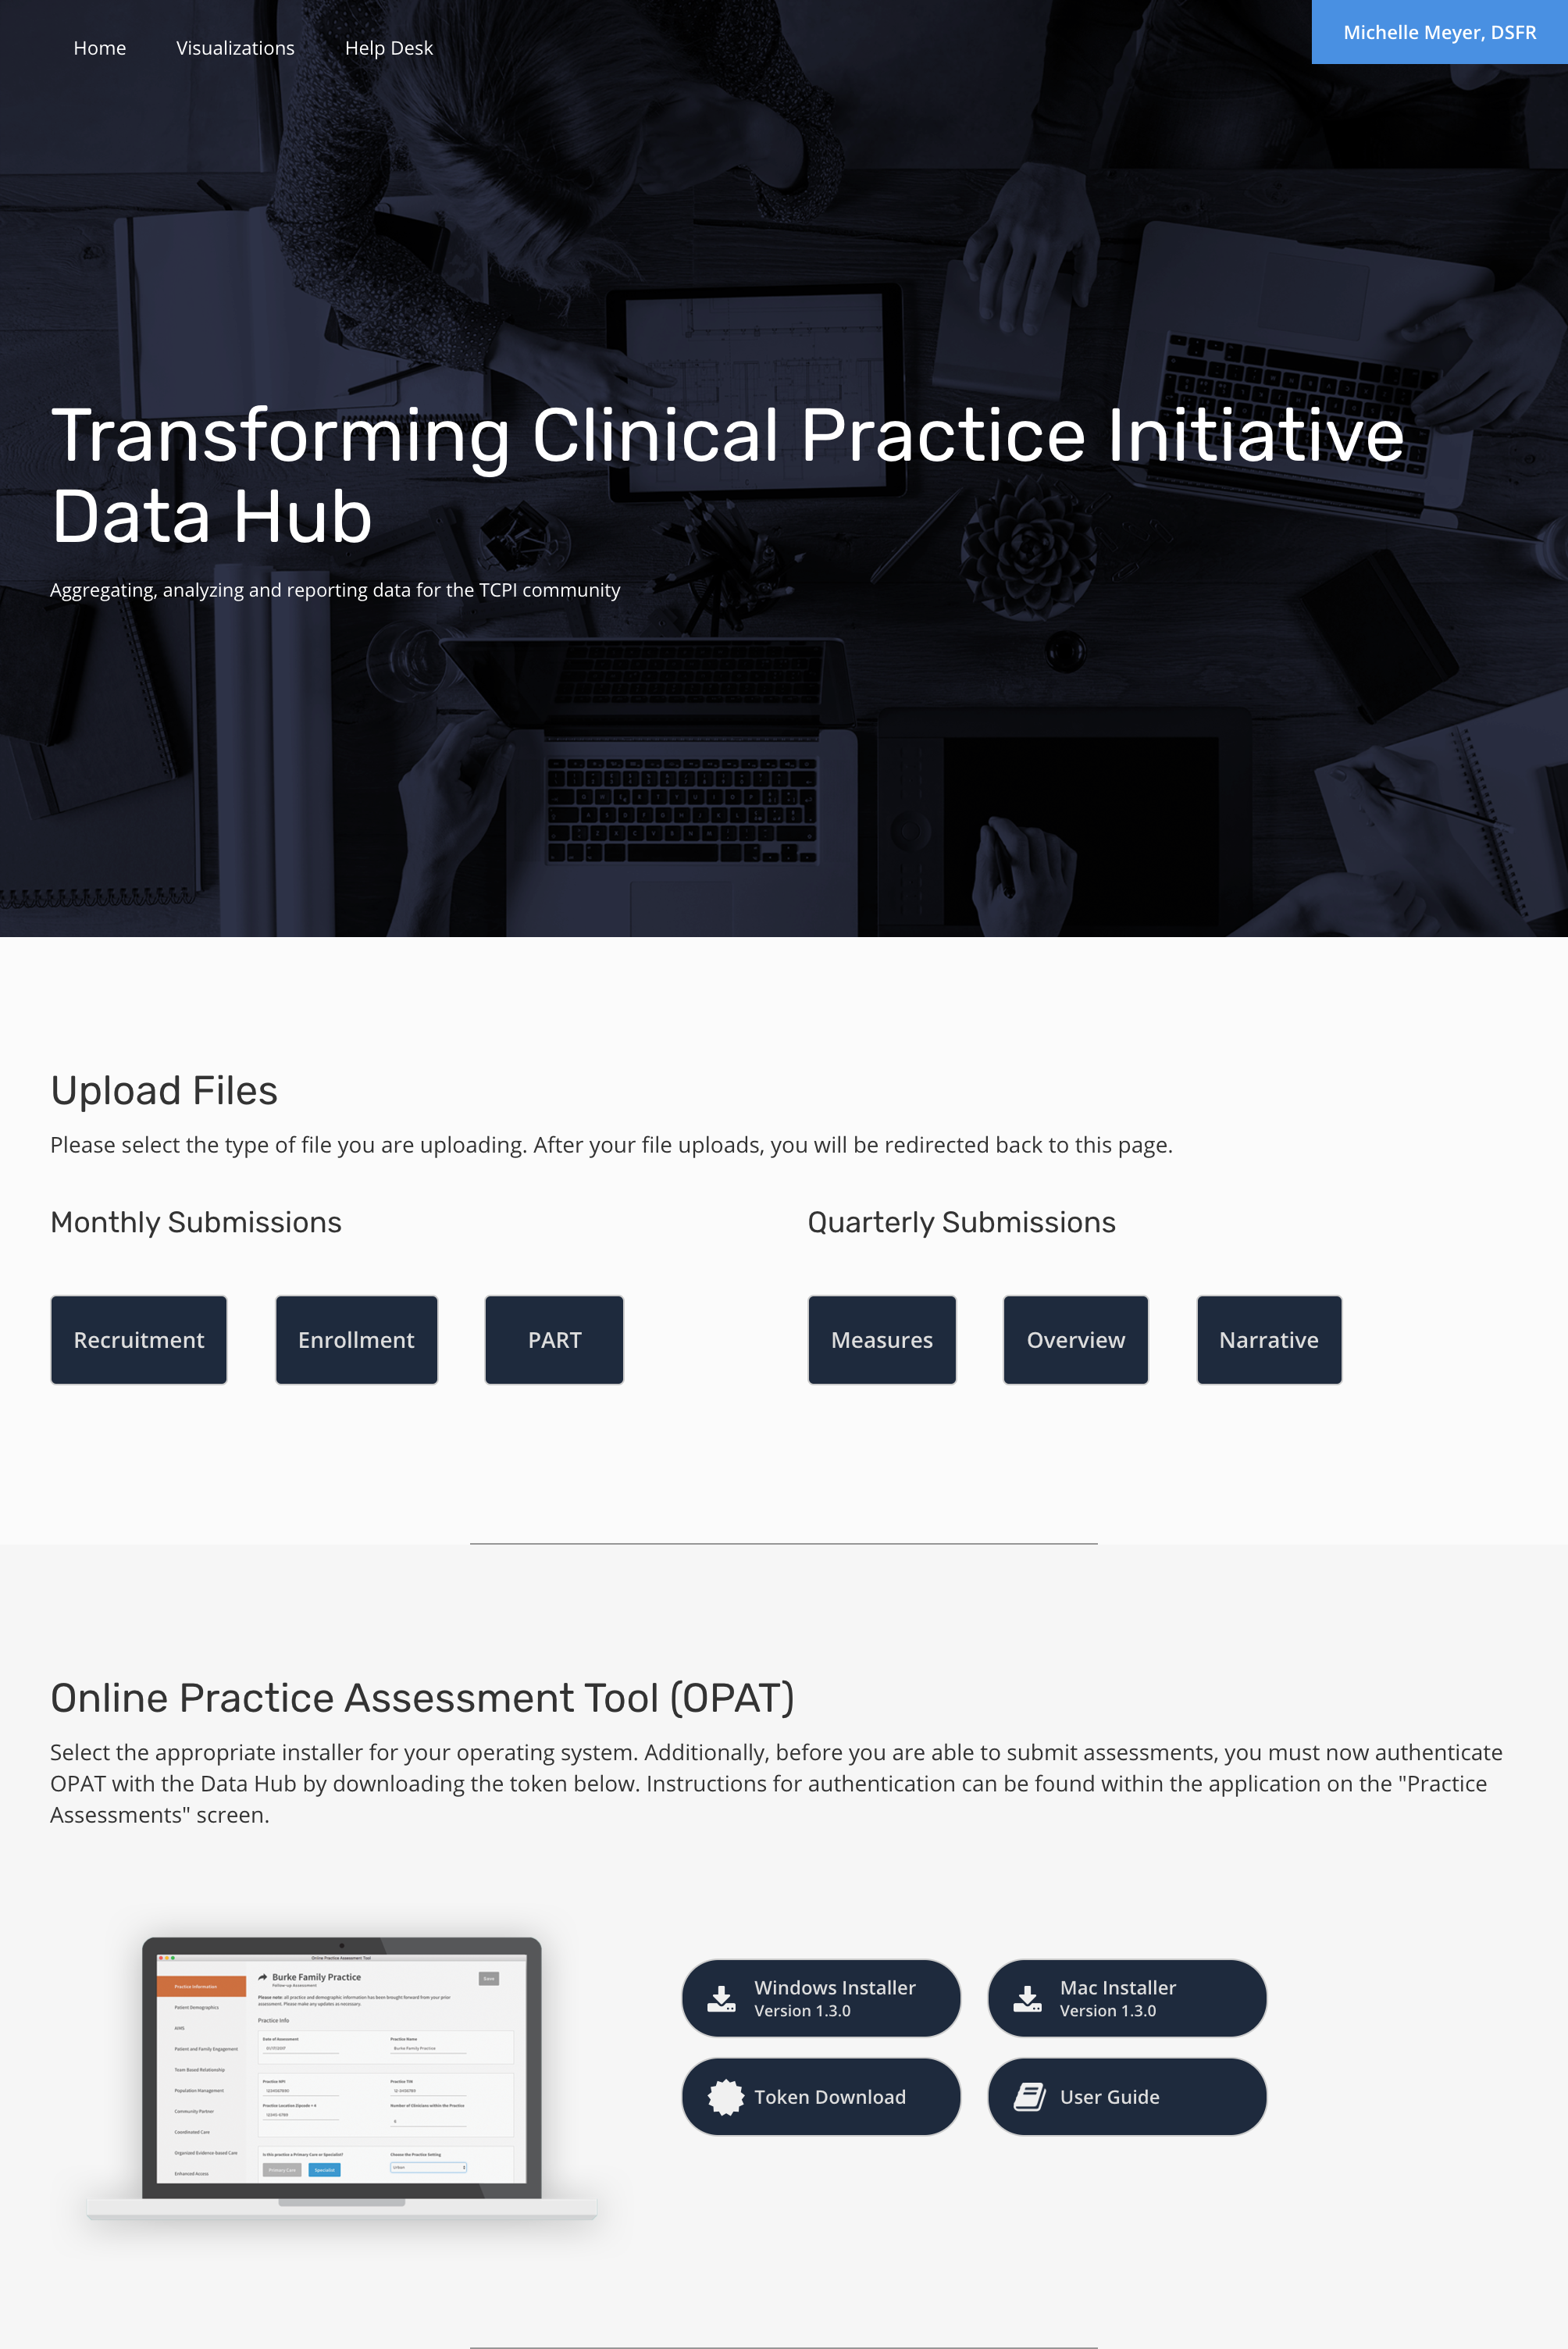 Home Visualizations Help Desk
Michelle Meyer, DSFR
Transforming Clinical Practice Initiative
Data Hub
Aggregating, analyzing and reporting data for the TCPI community
Upload Files
Please select the type of file you are uploading. After your file uploads, you will be redirected back to this page.
Monthly Submissions
Recruitment Enrollment PART
Quarterly Submissions
Measures Overview Narrative
Online Practice Assessment Tool (OPAT)
Select the appropriate installer for your operating system. Additionally, before you are able to submit assessments, you must now authenticate
OPAT with the Data Hub by downloading the token below. Instructions for authentication can be found within the application on the "Practice
Assessments" screen.
Online Practice Assessment Tool
Practice Information
Patient Demographics
AIMS
Patient and Family Engagement
Team Based Relationship
Population Management
Community Partner
Coordinated Care
Organized Evidence-based Care
Enhanced Access
Burke Family Practice
Follow-up Assessment
Please note: all practice and demographic information has been brought forward from your prior
assessment. Please make any updates as necessary.
Practice Info
Date of Assessment
Practice Name
Burke Family Practice
Practice NPI
Practice TIN
Practice Location Zipcode + 4
Number of Clinicians within the Practice
Is this practice a Primary Care or Specialist?
Primary Care Specialist
Choose the Practice Setting
Urban
Windows Installer
Version 1.3.0
Mac Installer
Version 1.3.0
Token Download
User Guide